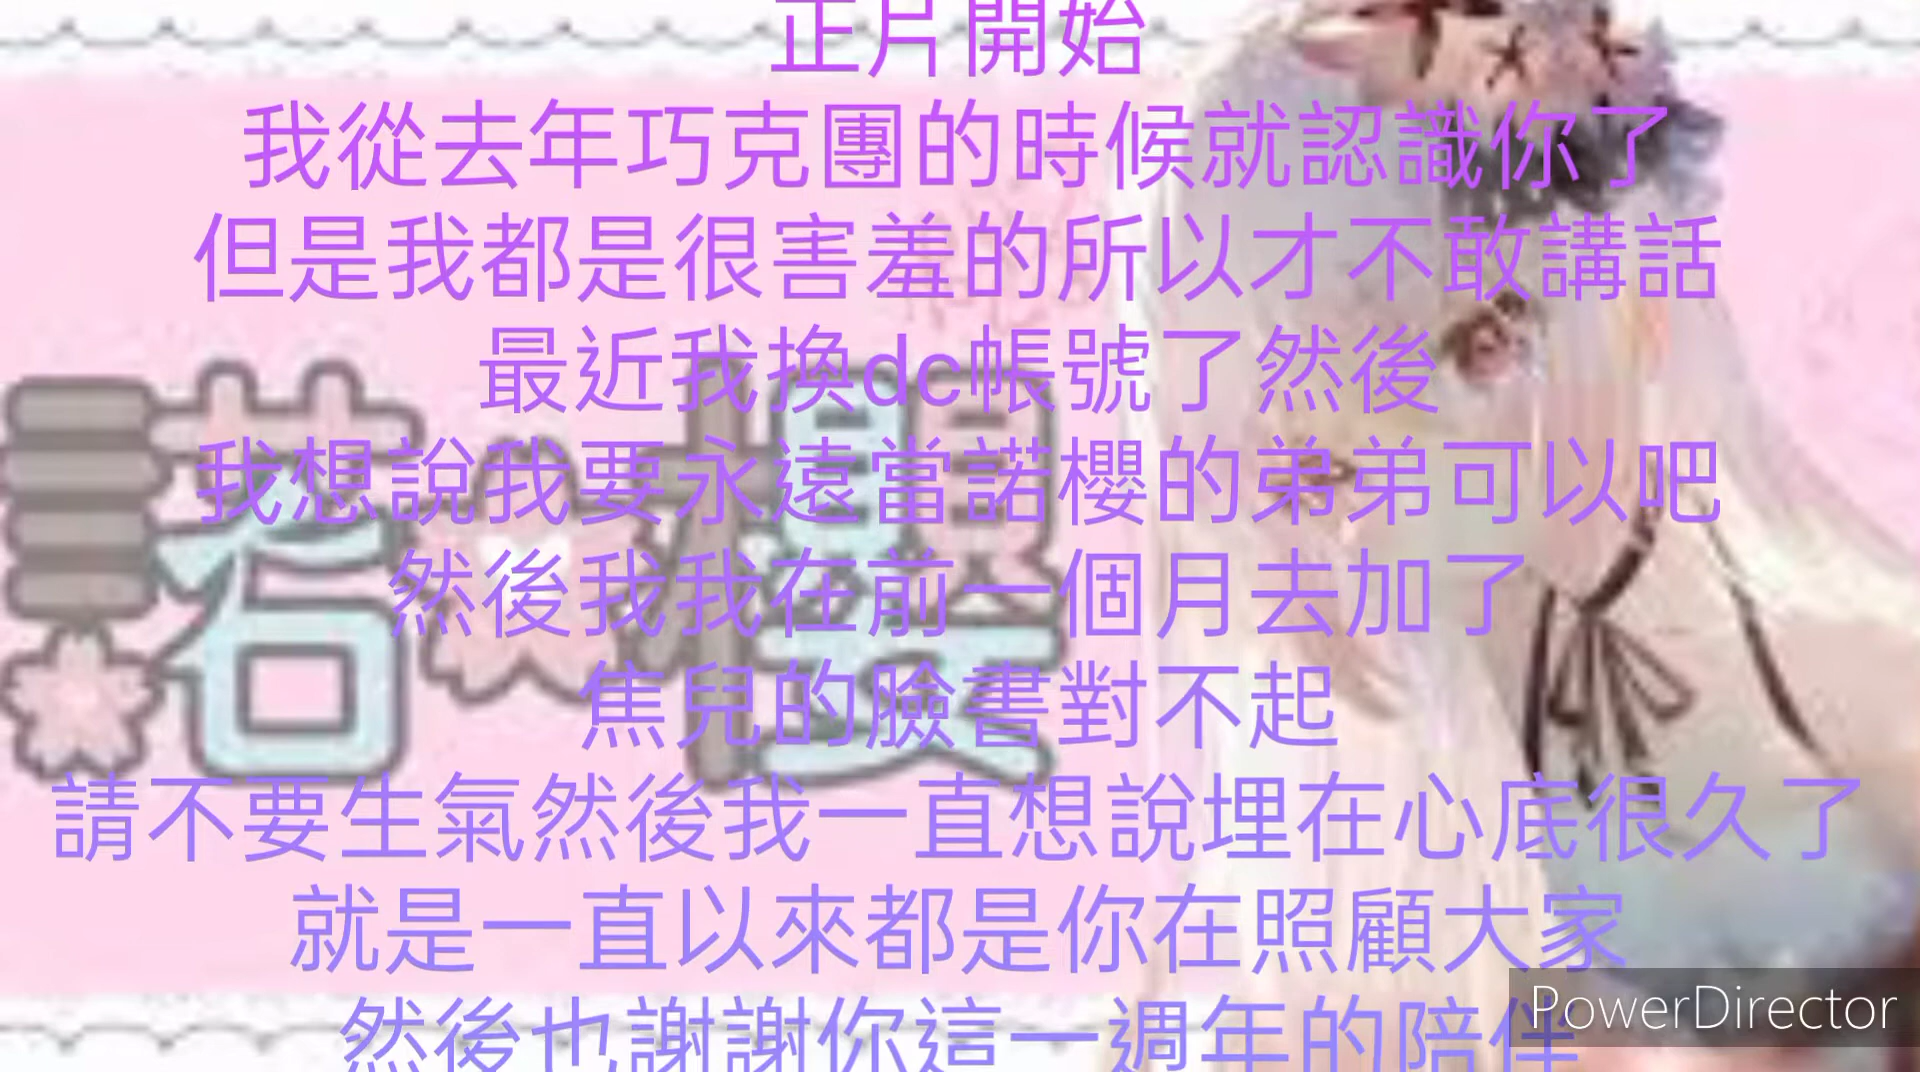 正片開始
我從去年巧克團的時候就認識你了
但是我都是很害羞的所以才不敢講話
最近我換dc帳號了然後
我想說我要永遠當諾櫻的弟弟可以吧
然後我我在前一個月去加了
焦兒的臉書對不起
請不要生氣然後我一直想說埋在心底很久了
就是一直以來都是你在照顧大家
然後也謝謝你這一週年的陪伴
諾櫻
PowerDirector